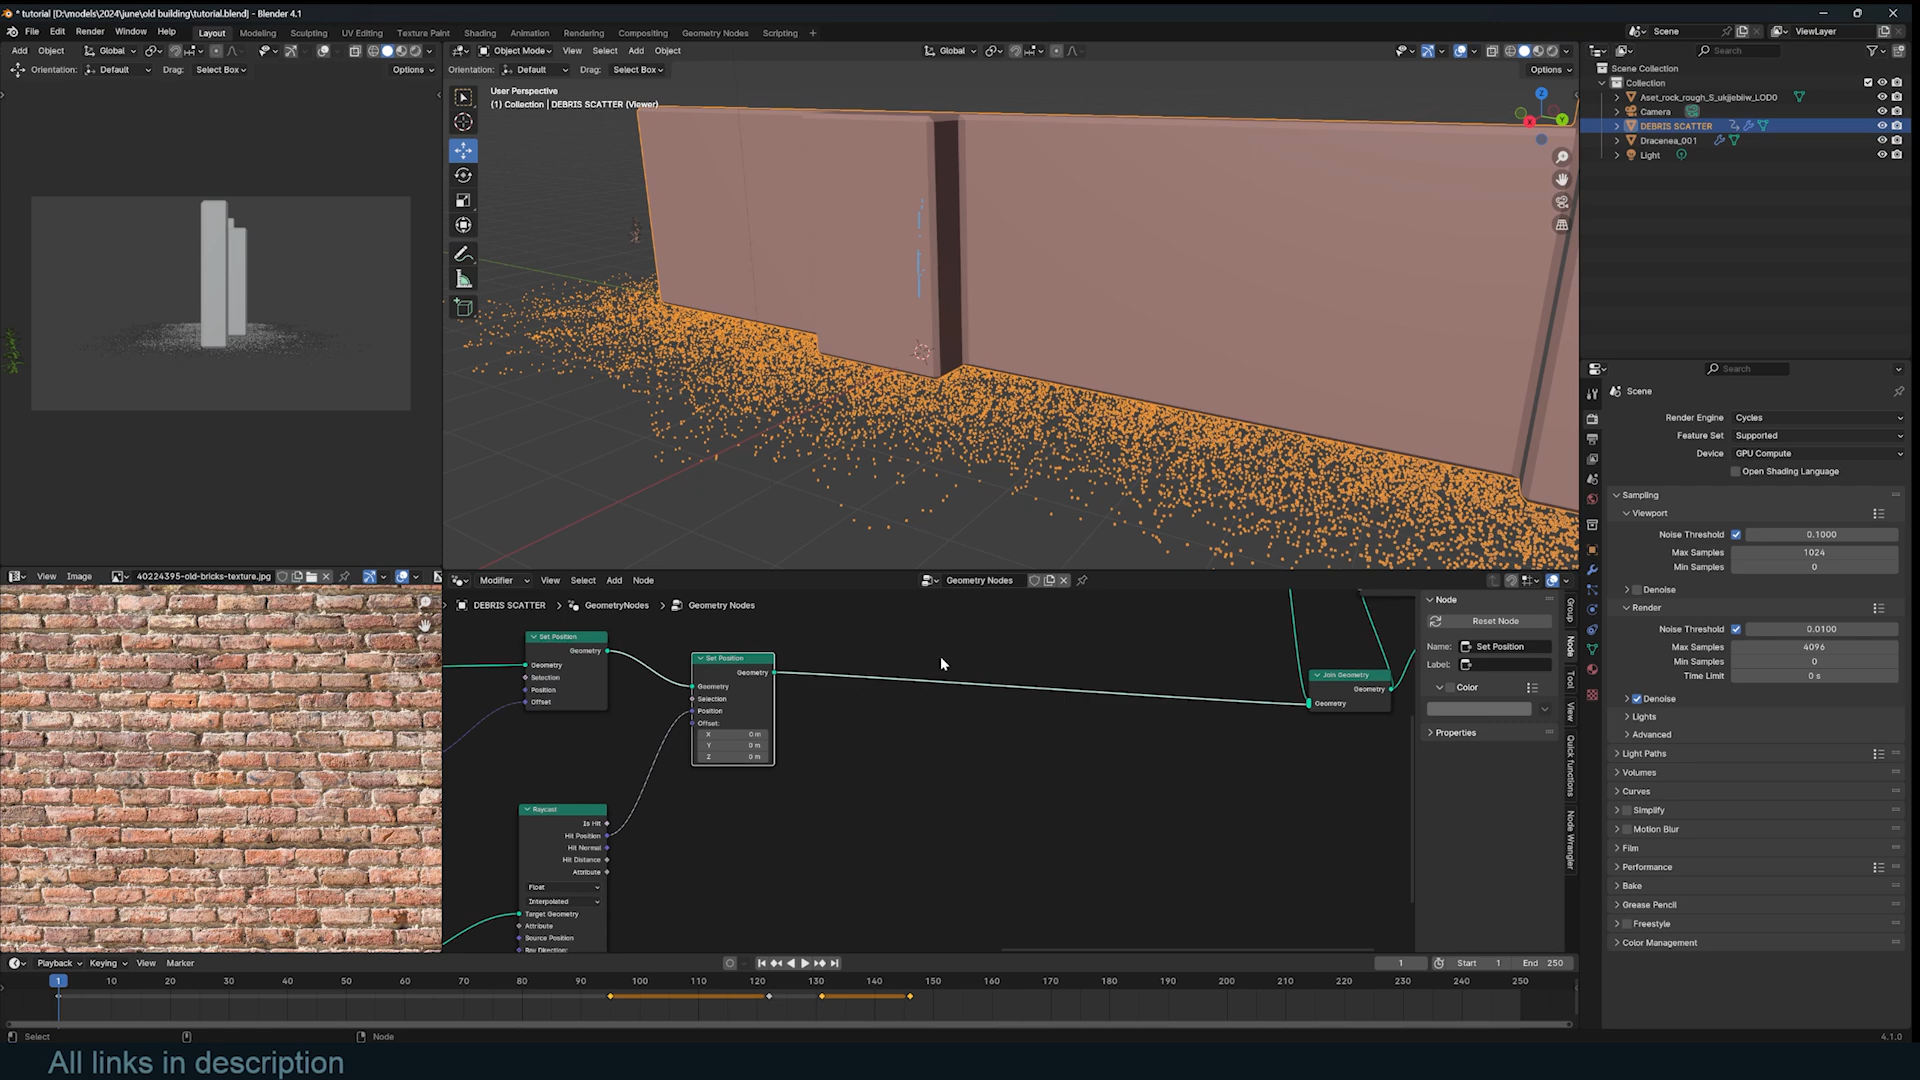 * tutorial [D:\models\2024\june\old building\tutorial.blend] - Blender 4.1
File Edit Render Window Help Layout Modeling Sculpting UV Editing Texture Paint Shading Animation Rendering Compositing Geometry Nodes Scripting + Scene ViewLayer
Add Object Global Object Mode View Select Add Object Global Search
Orientation: Default Drag: Select Box Options Orientation: Default Drag: Select Box Options
User Perspective
(1) Collection | DEBRIS SCATTER (Viewer)
Z
X
Y
Scene Collection
Collection
Aset_rock_rough_S_ukjjebiiw_LOD0
Camera
DEBRIS SCATTER
Dracenea_001
Light
Search
Scene
Render Engine Cycles
Feature Set Supported
Device GPU Compute
Open Shading Language
Sampling
Viewport
Noise Threshold 0.1000
Max Samples 1024
Min Samples 0
Denoise
Render
Noise Threshold 0.0100
Max Samples 4096
Min Samples 0
Time Limit 0 s
Denoise
Lights
Advanced
Light Paths
Volumes
Curves
Simplify
Motion Blur
Film
Performance
Bake
Grease Pencil
Freestyle
Color Management
View Image 40224395-old-bricks-texture.jpg
Modifier View Select Add Node Geometry Nodes
DEBRIS SCATTER > GeometryNodes > Geometry Nodes
Set Position
Geometry
Geometry
Selection
Position
Offset
Set Position
Geometry
Geometry
Selection
Position
Offset:
X 0 m
Y 0 m
Z 0 m
Join Geometry
Geometry
Geometry
Raycast
Is Hit
Hit Position
Hit Normal
Hit Distance
Attribute
Float
Interpolated
Target Geometry
Attribute
Source Position
Ray Direction:
Node
Reset Node
Name: Set Position
Label:
Color
Properties
Group
Node
Tool
View
Quick functions
Node Wrangler
Playback Keying View Marker 1 Start 1 End 250
1 10 20 30 40 50 60 70 80 90 100 110 120 130 140 150 160 170 180 190 200 210 220 230 240 250
Select Node 4.1.0
All links in description